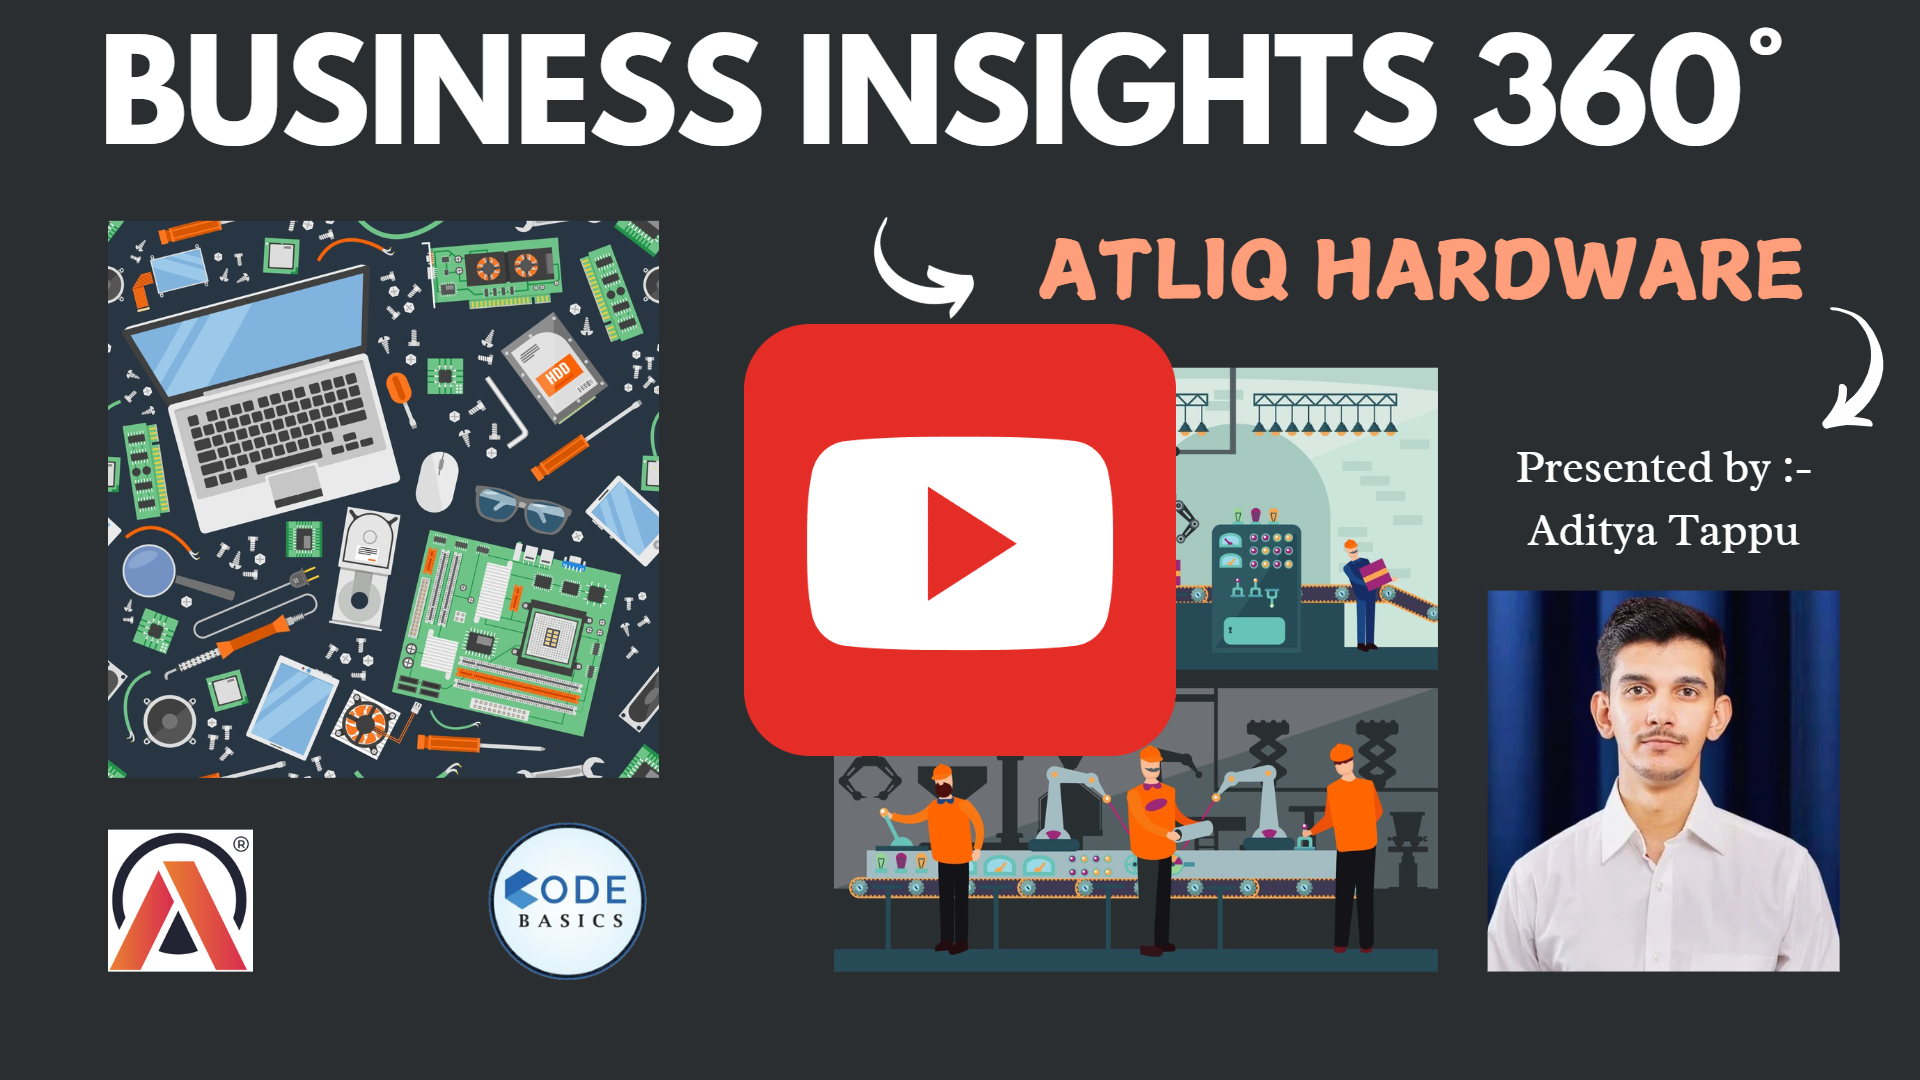 BUSINESS INSIGHTS 360°
ATLIQ HARDWARE
HDD
Presented by :-
Aditya Tappu
®
CODE
BASICS